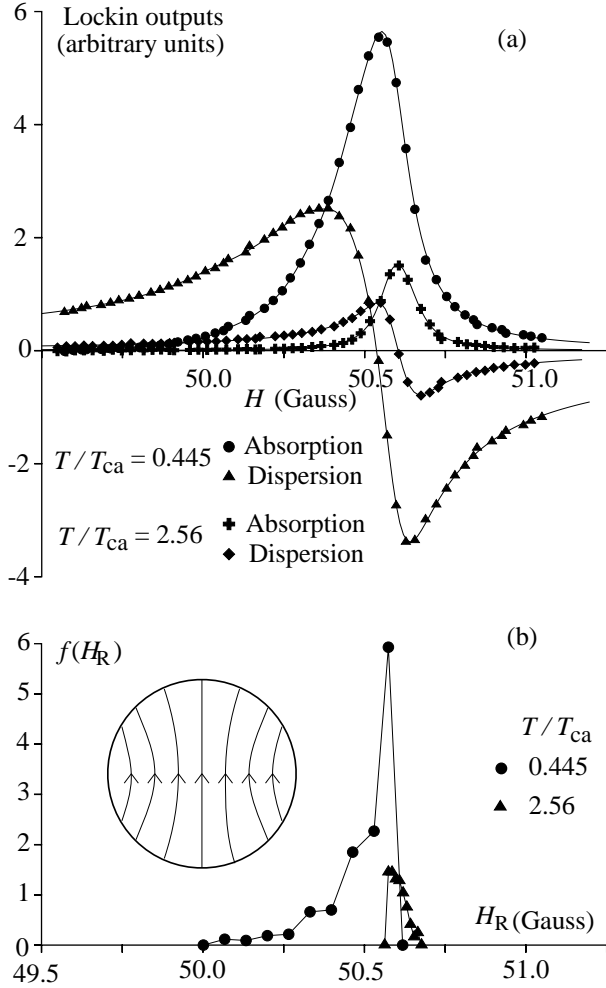 Lockin outputs
(arbitrary units)
(a)
6
4
2
0
50.0
50.5
51.0
H (Gauss)
T / Tca = 0.445
Absorption
Dispersion
-2
T / Tca = 2.56
Absorption
Dispersion
-4
6
f(HR)
(b)
5
4
T / Tca
0.445
2.56
3
2
1
HR (Gauss)
0
49.5
50.0
50.5
51.0